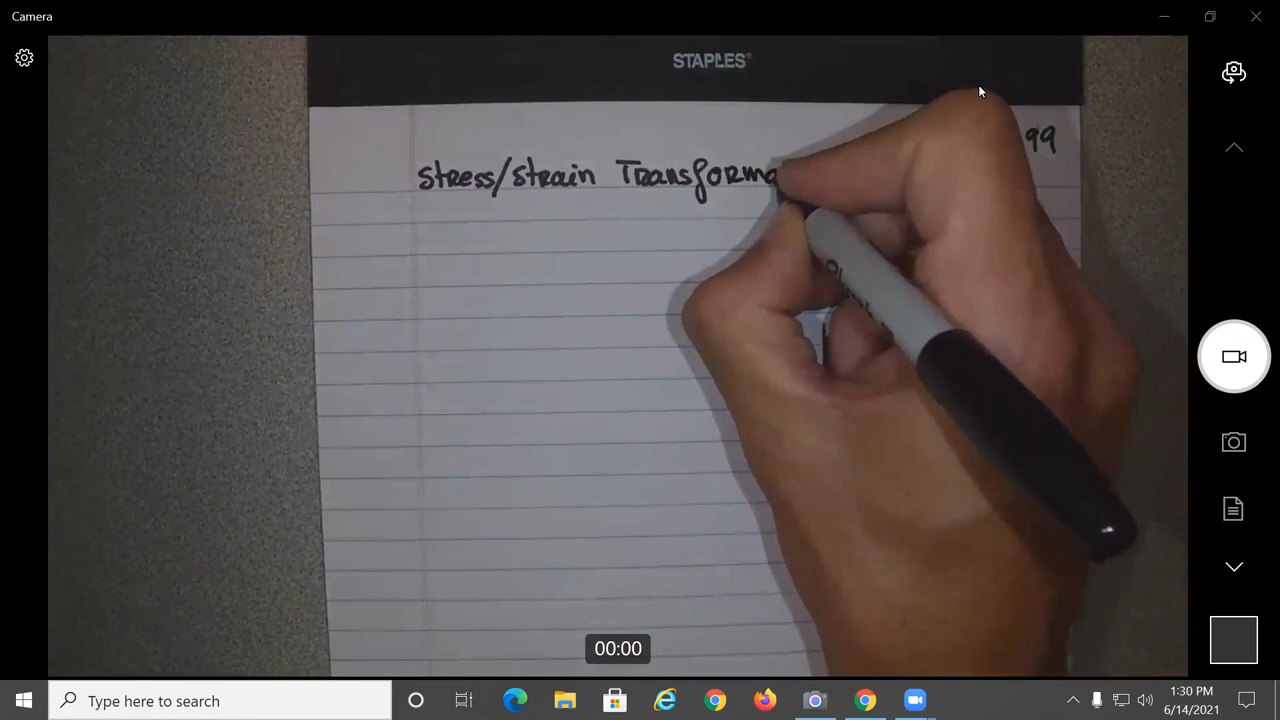 Camera
STAPLES
99
Stress/Strain Transforma
00:00
Type here to search
1:30 PM
6/14/2021